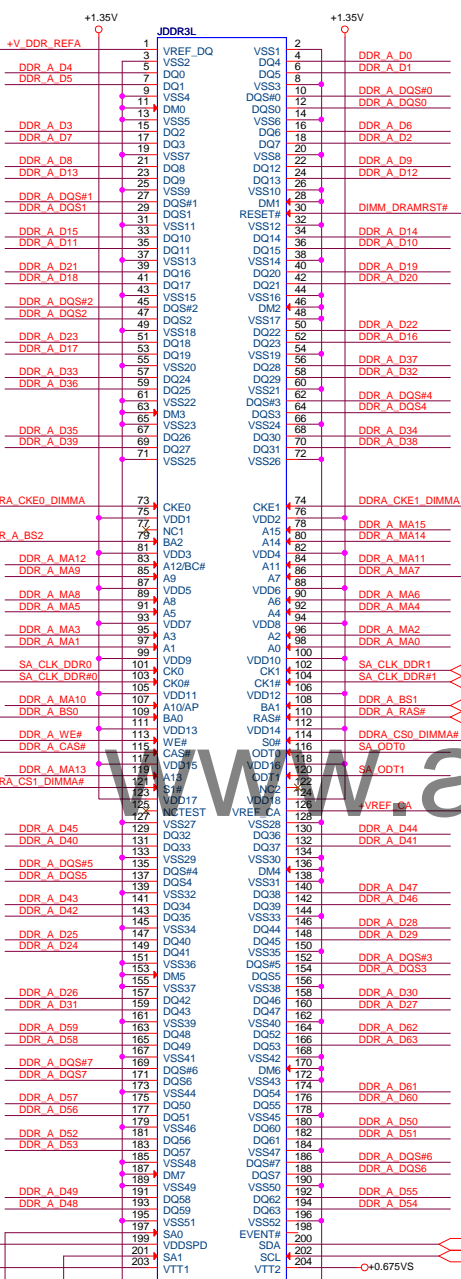 +1.35V +1.35V
JDDR3L
+V_DDR_REFA 1 VREF_DQ VSS1 2
3 VSS2 DQ4 4 DDR_A_D0
DDR_A_D4 5 DQ0 DQ5 6 DDR_A_D1
DDR_A_D5 7 DQ1 VSS3 8
9 VSS4 DQS#0 10 DDR_A_DQS#0
11 DM0 DQS0 12 DDR_A_DQS0
13 VSS5 VSS6 14
DDR_A_D3 15 DQ2 DQ6 16 DDR_A_D6
DDR_A_D7 17 DQ3 DQ7 18 DDR_A_D2
19 VSS7 VSS8 20
DDR_A_D8 21 DQ8 DQ12 22 DDR_A_D9
DDR_A_D13 23 DQ9 DQ13 24 DDR_A_D12
25 VSS9 VSS10 26
DDR_A_DQS#1 27 DQS#1 DM1 28
DDR_A_DQS1 29 DQS1 RESET# 30 DIMM_DRAMRST#
31 VSS11 VSS12 32
DDR_A_D15 33 DQ10 DQ14 34 DDR_A_D14
DDR_A_D11 35 DQ11 DQ15 36 DDR_A_D10
37 VSS13 VSS14 38
DDR_A_D21 39 DQ16 DQ20 40 DDR_A_D19
DDR_A_D18 41 DQ17 DQ21 42 DDR_A_D20
43 VSS15 VSS16 44
DDR_A_DQS#2 45 DQS#2 DM2 46
DDR_A_DQS2 47 DQS2 VSS17 48
49 VSS18 DQ22 50 DDR_A_D22
DDR_A_D23 51 DQ18 DQ23 52 DDR_A_D16
DDR_A_D17 53 DQ19 VSS19 54
55 VSS20 DQ28 56 DDR_A_D37
DDR_A_D33 57 DQ24 DQ29 58 DDR_A_D32
DDR_A_D36 59 DQ25 VSS21 60
61 VSS22 DQS#3 62 DDR_A_DQS#4
63 DM3 DQS3 64 DDR_A_DQS4
65 VSS23 VSS24 66
DDR_A_D35 67 DQ26 DQ30 68 DDR_A_D34
DDR_A_D39 69 DQ27 DQ31 70 DDR_A_D38
71 VSS25 VSS26 72
RA_CKE0_DIMMA 73 CKE0 CKE1 74 DDRA_CKE1_DIMMA
75 VDD1 VDD2 76
77 NC1 A15 78 DDR_A_MA15
R_A_BS2 79 BA2 A14 80 DDR_A_MA14
81 VDD3 VDD4 82
DDR_A_MA12 83 A12/BC# A11 84 DDR_A_MA11
DDR_A_MA9 85 A9 A7 86 DDR_A_MA7
87 VDD5 VDD6 88
DDR_A_MA8 89 A8 A6 90 DDR_A_MA6
DDR_A_MA5 91 A5 A4 92 DDR_A_MA4
93 VDD7 VDD8 94
DDR_A_MA3 95 A3 A2 96 DDR_A_MA2
DDR_A_MA1 97 A1 A0 98 DDR_A_MA0
99 VDD9 VDD10 100
SA_CLK_DDR0 101 CK0 CK1 102 SA_CLK_DDR1
SA_CLK_DDR#0 103 CK0# CK1# 104 SA_CLK_DDR#1
105 VDD11 VDD12 106
DDR_A_MA10 107 A10/AP BA1 108 DDR_A_BS1
DDR_A_BS0 109 BA0 RAS# 110 DDR_A_RAS#
111 VDD13 VDD14 112
DDR_A_WE# 113 WE# S0# 114 DDRA_CS0_DIMMA#
DDR_A_CAS# 115 CAS# ODT0 116 SA_ODT0
117 VDD15 VDD16 118
DDR_A_MA13 119 A13 ODT1 120 SA_ODT1
RA_CS1_DIMMA# 121 S1# NC2 122
123 VDD17 VDD18 124
125 NCTEST VREF_CA 126 +VREF_CA
www.a
127 VSS27 VSS28 128
DDR_A_D45 129 DQ32 DQ36 130 DDR_A_D44
DDR_A_D40 131 DQ33 DQ37 132 DDR_A_D41
133 VSS29 VSS30 134
DDR_A_DQS#5 135 DQS#4 DM4 136
DDR_A_DQS5 137 DQS4 VSS31 138
139 VSS32 DQ38 140 DDR_A_D47
DDR_A_D43 141 DQ34 DQ39 142 DDR_A_D46
DDR_A_D42 143 DQ35 VSS33 144
145 VSS34 DQ44 146 DDR_A_D28
DDR_A_D25 147 DQ40 DQ45 148 DDR_A_D29
DDR_A_D24 149 DQ41 VSS35 150
151 VSS36 DQS#5 152 DDR_A_DQS#3
153 DM5 DQS5 154 DDR_A_DQS3
155 VSS37 VSS38 156
DDR_A_D26 157 DQ42 DQ46 158 DDR_A_D30
DDR_A_D31 159 DQ43 DQ47 160 DDR_A_D27
161 VSS39 VSS40 162
DDR_A_D59 163 DQ48 DQ52 164 DDR_A_D62
DDR_A_D58 165 DQ49 DQ53 166 DDR_A_D63
167 VSS41 VSS42 168
DDR_A_DQS#7 169 DQS#6 DM6 170
DDR_A_DQS7 171 DQS6 VSS43 172
173 VSS44 DQ54 174 DDR_A_D61
DDR_A_D57 175 DQ50 DQ55 176 DDR_A_D60
DDR_A_D56 177 DQ51 VSS45 178
179 VSS46 DQ60 180 DDR_A_D50
DDR_A_D52 181 DQ56 DQ61 182 DDR_A_D51
DDR_A_D53 183 DQ57 VSS47 184
185 VSS48 DQS#7 186 DDR_A_DQS#6
187 DM7 DQS7 188 DDR_A_DQS6
189 VSS49 VSS50 190
DDR_A_D49 191 DQ58 DQ62 192 DDR_A_D55
DDR_A_D48 193 DQ59 DQ63 194 DDR_A_D54
195 VSS51 VSS52 196
197 SA0 EVENT# 198
199 VDDSPD SDA 200
201 SA1 SCL 202
203 VTT1 VTT2 204 +0.675VS